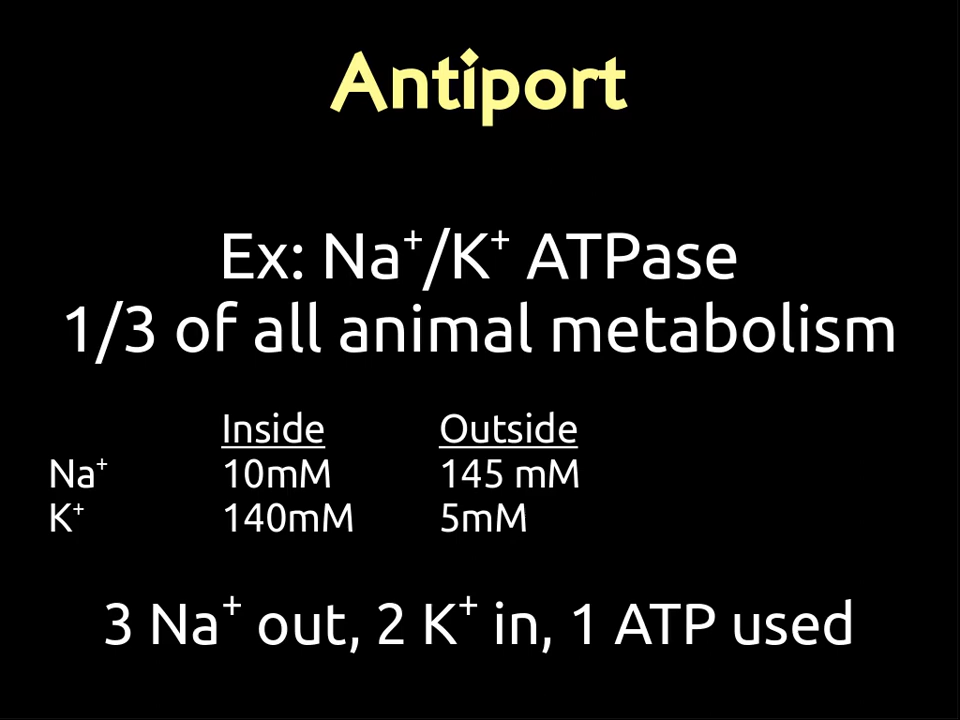 Antiport
Ex: Na⁺/K⁺ ATPase
1/3 of all animal metabolism
Inside Outside
Na⁺ 10mM 145 mM
K⁺ 140mM 5mM
3 Na⁺ out, 2 K⁺ in, 1 ATP used